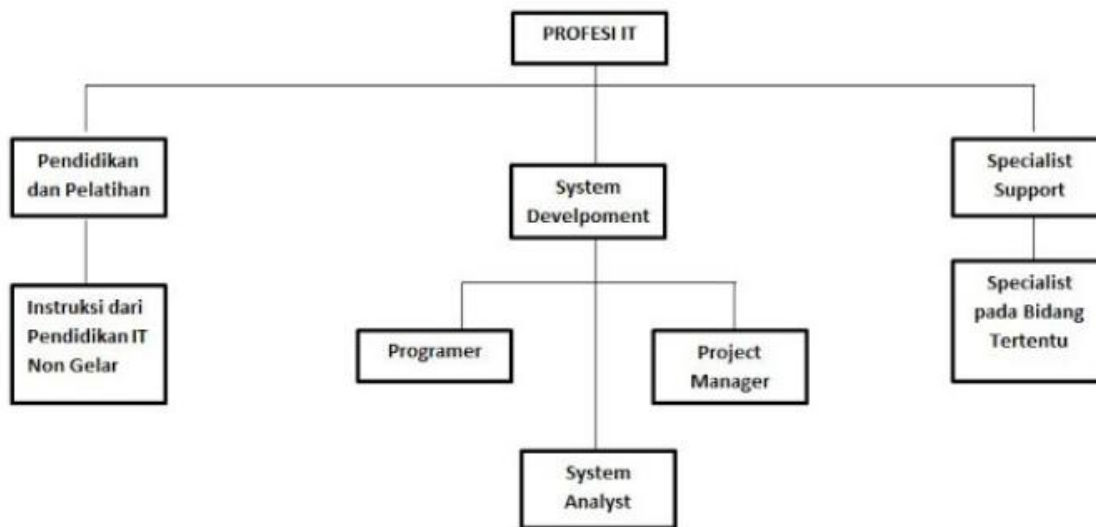 PROFESI IT
Pendidikan
dan Pelatihan
System
Develpoment
Specialist
Support
Instruksi dari
Pendidikan IT
Non Gelar
Programer
Project
Manager
Specialist
pada Bidang
Tertentu
System
Analyst